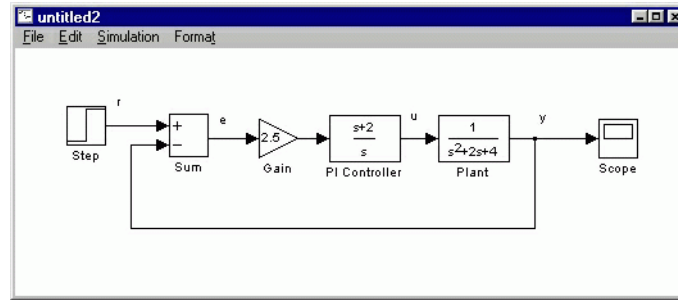 untitled2
File Edit Simulation Format
r
Step
+
−
Sum
e
2.5
Gain
s+2
s
PI Controller
u
1
s2+2s+4
Plant
y
Scope